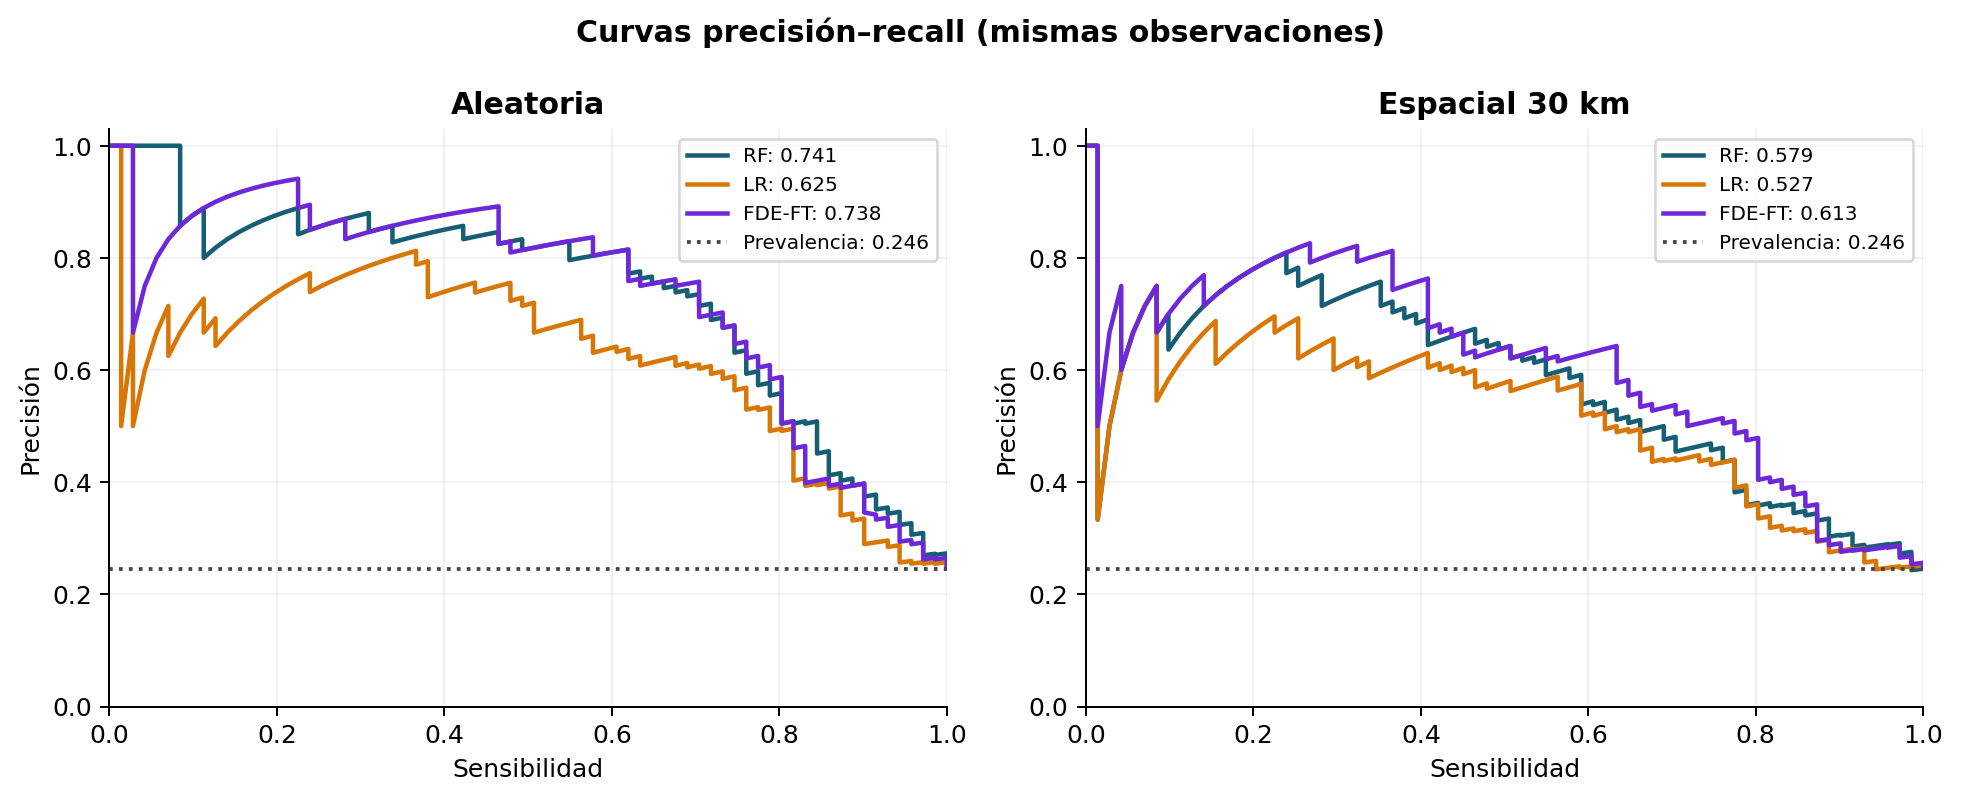 Curvas precisión–recall (mismas observaciones)
Aleatoria
Precisión
1.0
0.8
0.6
0.4
0.2
0.0
RF: 0.741
LR: 0.625
FDE-FT: 0.738
Prevalencia: 0.246
0.0 0.2 0.4 0.6 0.8 1.0
Sensibilidad
Espacial 30 km
Precisión
1.0
0.8
0.6
0.4
0.2
0.0
RF: 0.579
LR: 0.527
FDE-FT: 0.613
Prevalencia: 0.246
0.0 0.2 0.4 0.6 0.8 1.0
Sensibilidad